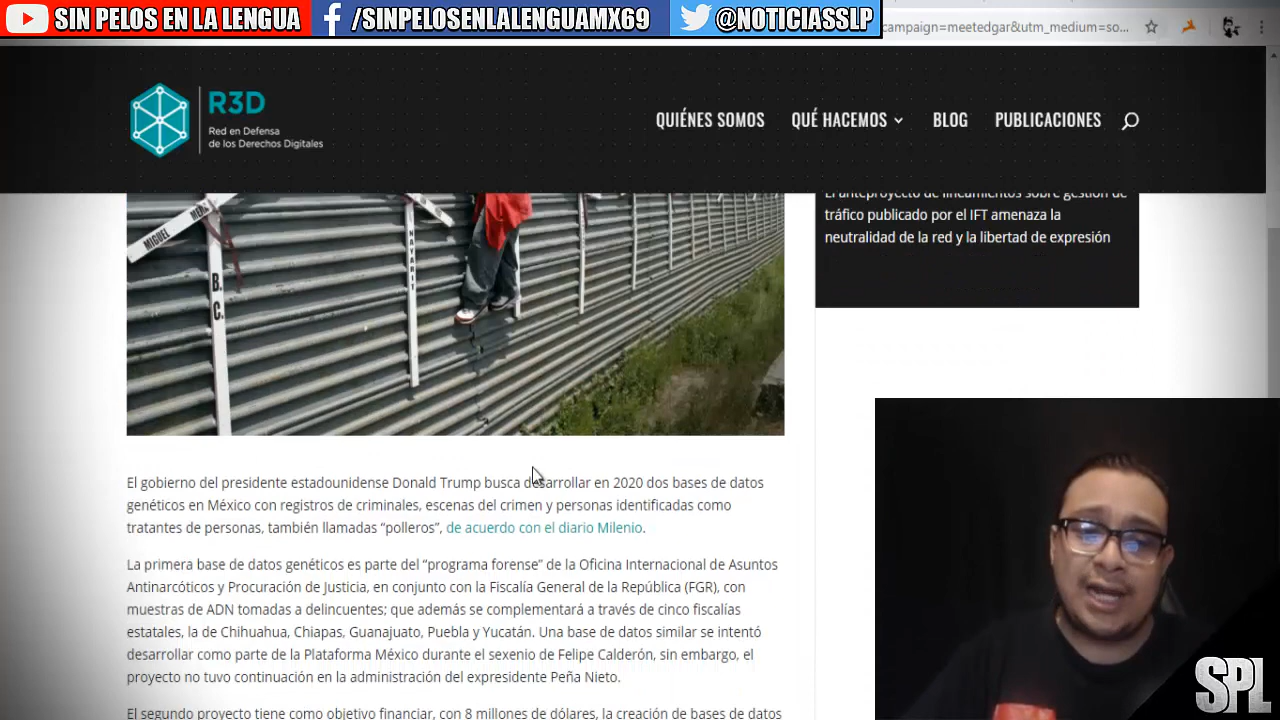 SIN PELOS EN LA LENGUA
/SINPELOSENLALENGUAMX69
@NOTICIASSLP
campaign=meetedgar&utm_medium=so...
R3D
Red en Defensa
de los Derechos Digitales
QUIÉNES SOMOS
QUÉ HACEMOS
BLOG
PUBLICACIONES
El anteproyecto de lineamientos sobre gestión de
tráfico publicado por el IFT amenaza la
neutralidad de la red y la libertad de expresión
MIGUEL
B.C.
NAYARIT
El gobierno del presidente estadounidense Donald Trump busca desarrollar en 2020 dos bases de datos
genéticos en México con registros de criminales, escenas del crimen y personas identificadas como
tratantes de personas, también llamadas “polleros”, de acuerdo con el diario Milenio.
La primera base de datos genéticos es parte del “programa forense” de la Oficina Internacional de Asuntos
Antinarcóticos y Procuración de Justicia, en conjunto con la Fiscalía General de la República (FGR), con
muestras de ADN tomadas a delincuentes; que además se complementará a través de cinco fiscalías
estatales, la de Chihuahua, Chiapas, Guanajuato, Puebla y Yucatán. Una base de datos similar se intentó
desarrollar como parte de la Plataforma México durante el sexenio de Felipe Calderón, sin embargo, el
proyecto no tuvo continuación en la administración del expresidente Peña Nieto.
El segundo proyecto tiene como objetivo financiar, con 8 millones de dólares, la creación de bases de datos
SPL